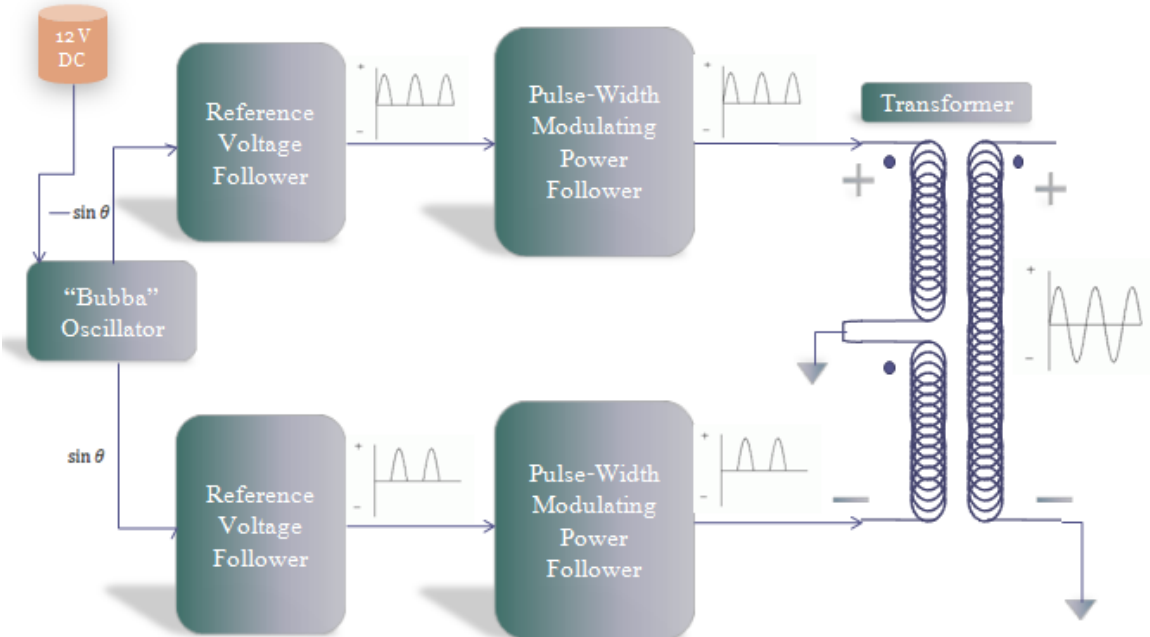 12 V
DC
Reference
Voltage
Follower
+
−
Pulse-Width
Modulating
Power
Follower
+
−
Transformer
+
+
— sin θ
“Bubba”
Oscillator
+
−
sin θ
Reference
Voltage
Follower
+
−
Pulse-Width
Modulating
Power
Follower
+
−
−
−